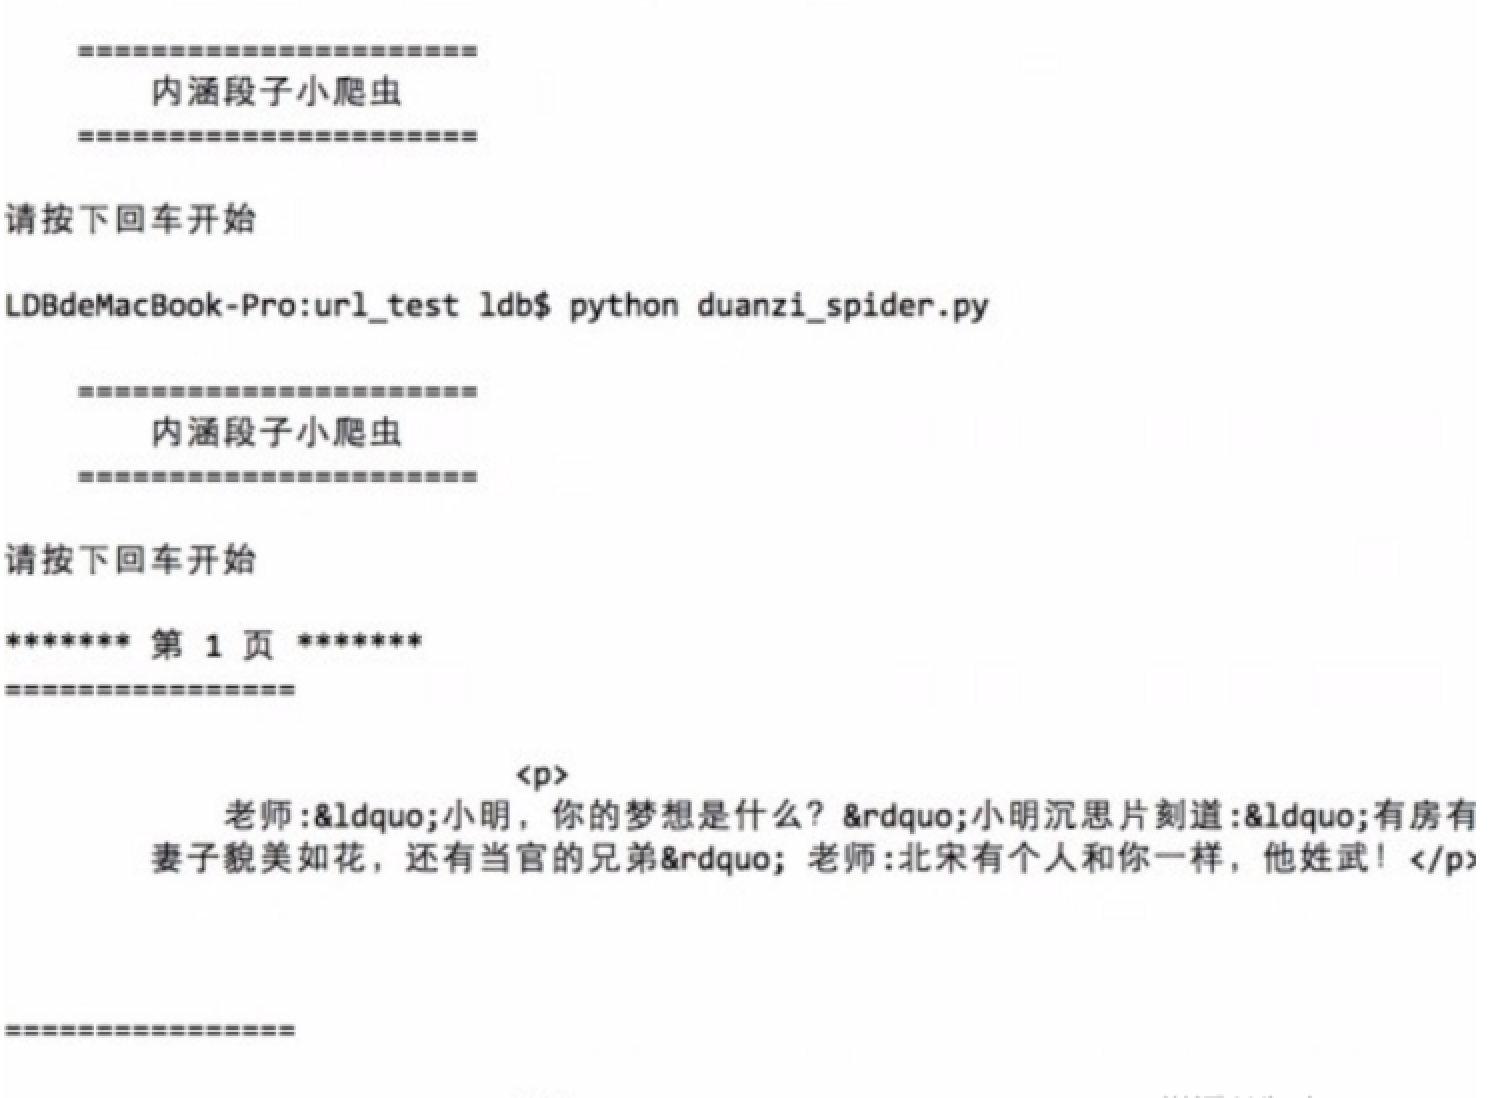 ======================
内涵段子小爬虫
======================
请按下回车开始
LDBdeMacBook-Pro:url_test ldb$ python duanzi_spider.py
======================
内涵段子小爬虫
======================
请按下回车开始
******* 第 1 页 *******
================
<p>
老师:&ldquo;小明，你的梦想是什么？&rdquo;小明沉思片刻道:&ldquo;有房有
妻子貌美如花，还有当官的兄弟&rdquo; 老师:北宋有个人和你一样，他姓武！</p>
================